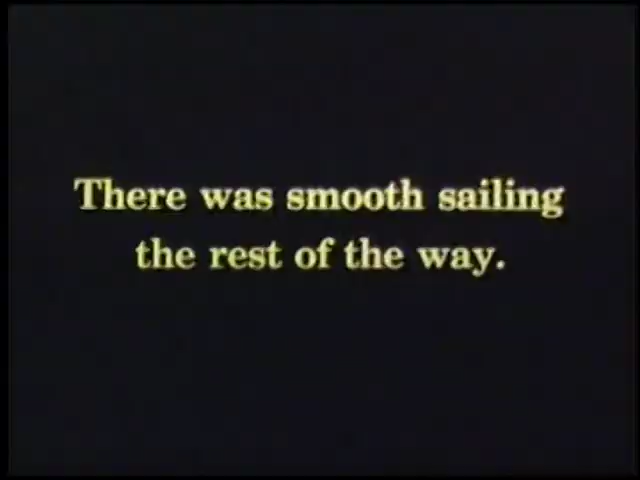 There was smooth sailing
the rest of the way.